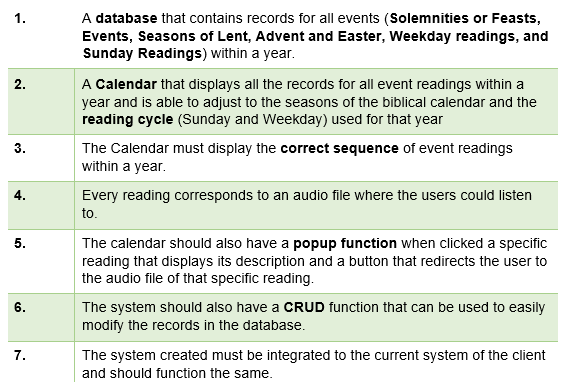 1. A database that contains records for all events (Solemnities or Feasts,
Events, Seasons of Lent, Advent and Easter, Weekday readings, and
Sunday Readings) within a year.
2. A Calendar that displays all the records for all event readings within a
year and is able to adjust to the seasons of the biblical calendar and the
reading cycle (Sunday and Weekday) used for that year
3. The Calendar must display the correct sequence of event readings
within a year.
4. Every reading corresponds to an audio file where the users could listen
to.
5. The calendar should also have a popup function when clicked a specific
reading that displays its description and a button that redirects the user to
the audio file of that specific reading.
6. The system should also have a CRUD function that can be used to easily
modify the records in the database.
7. The system created must be integrated to the current system of the client
and should function the same.